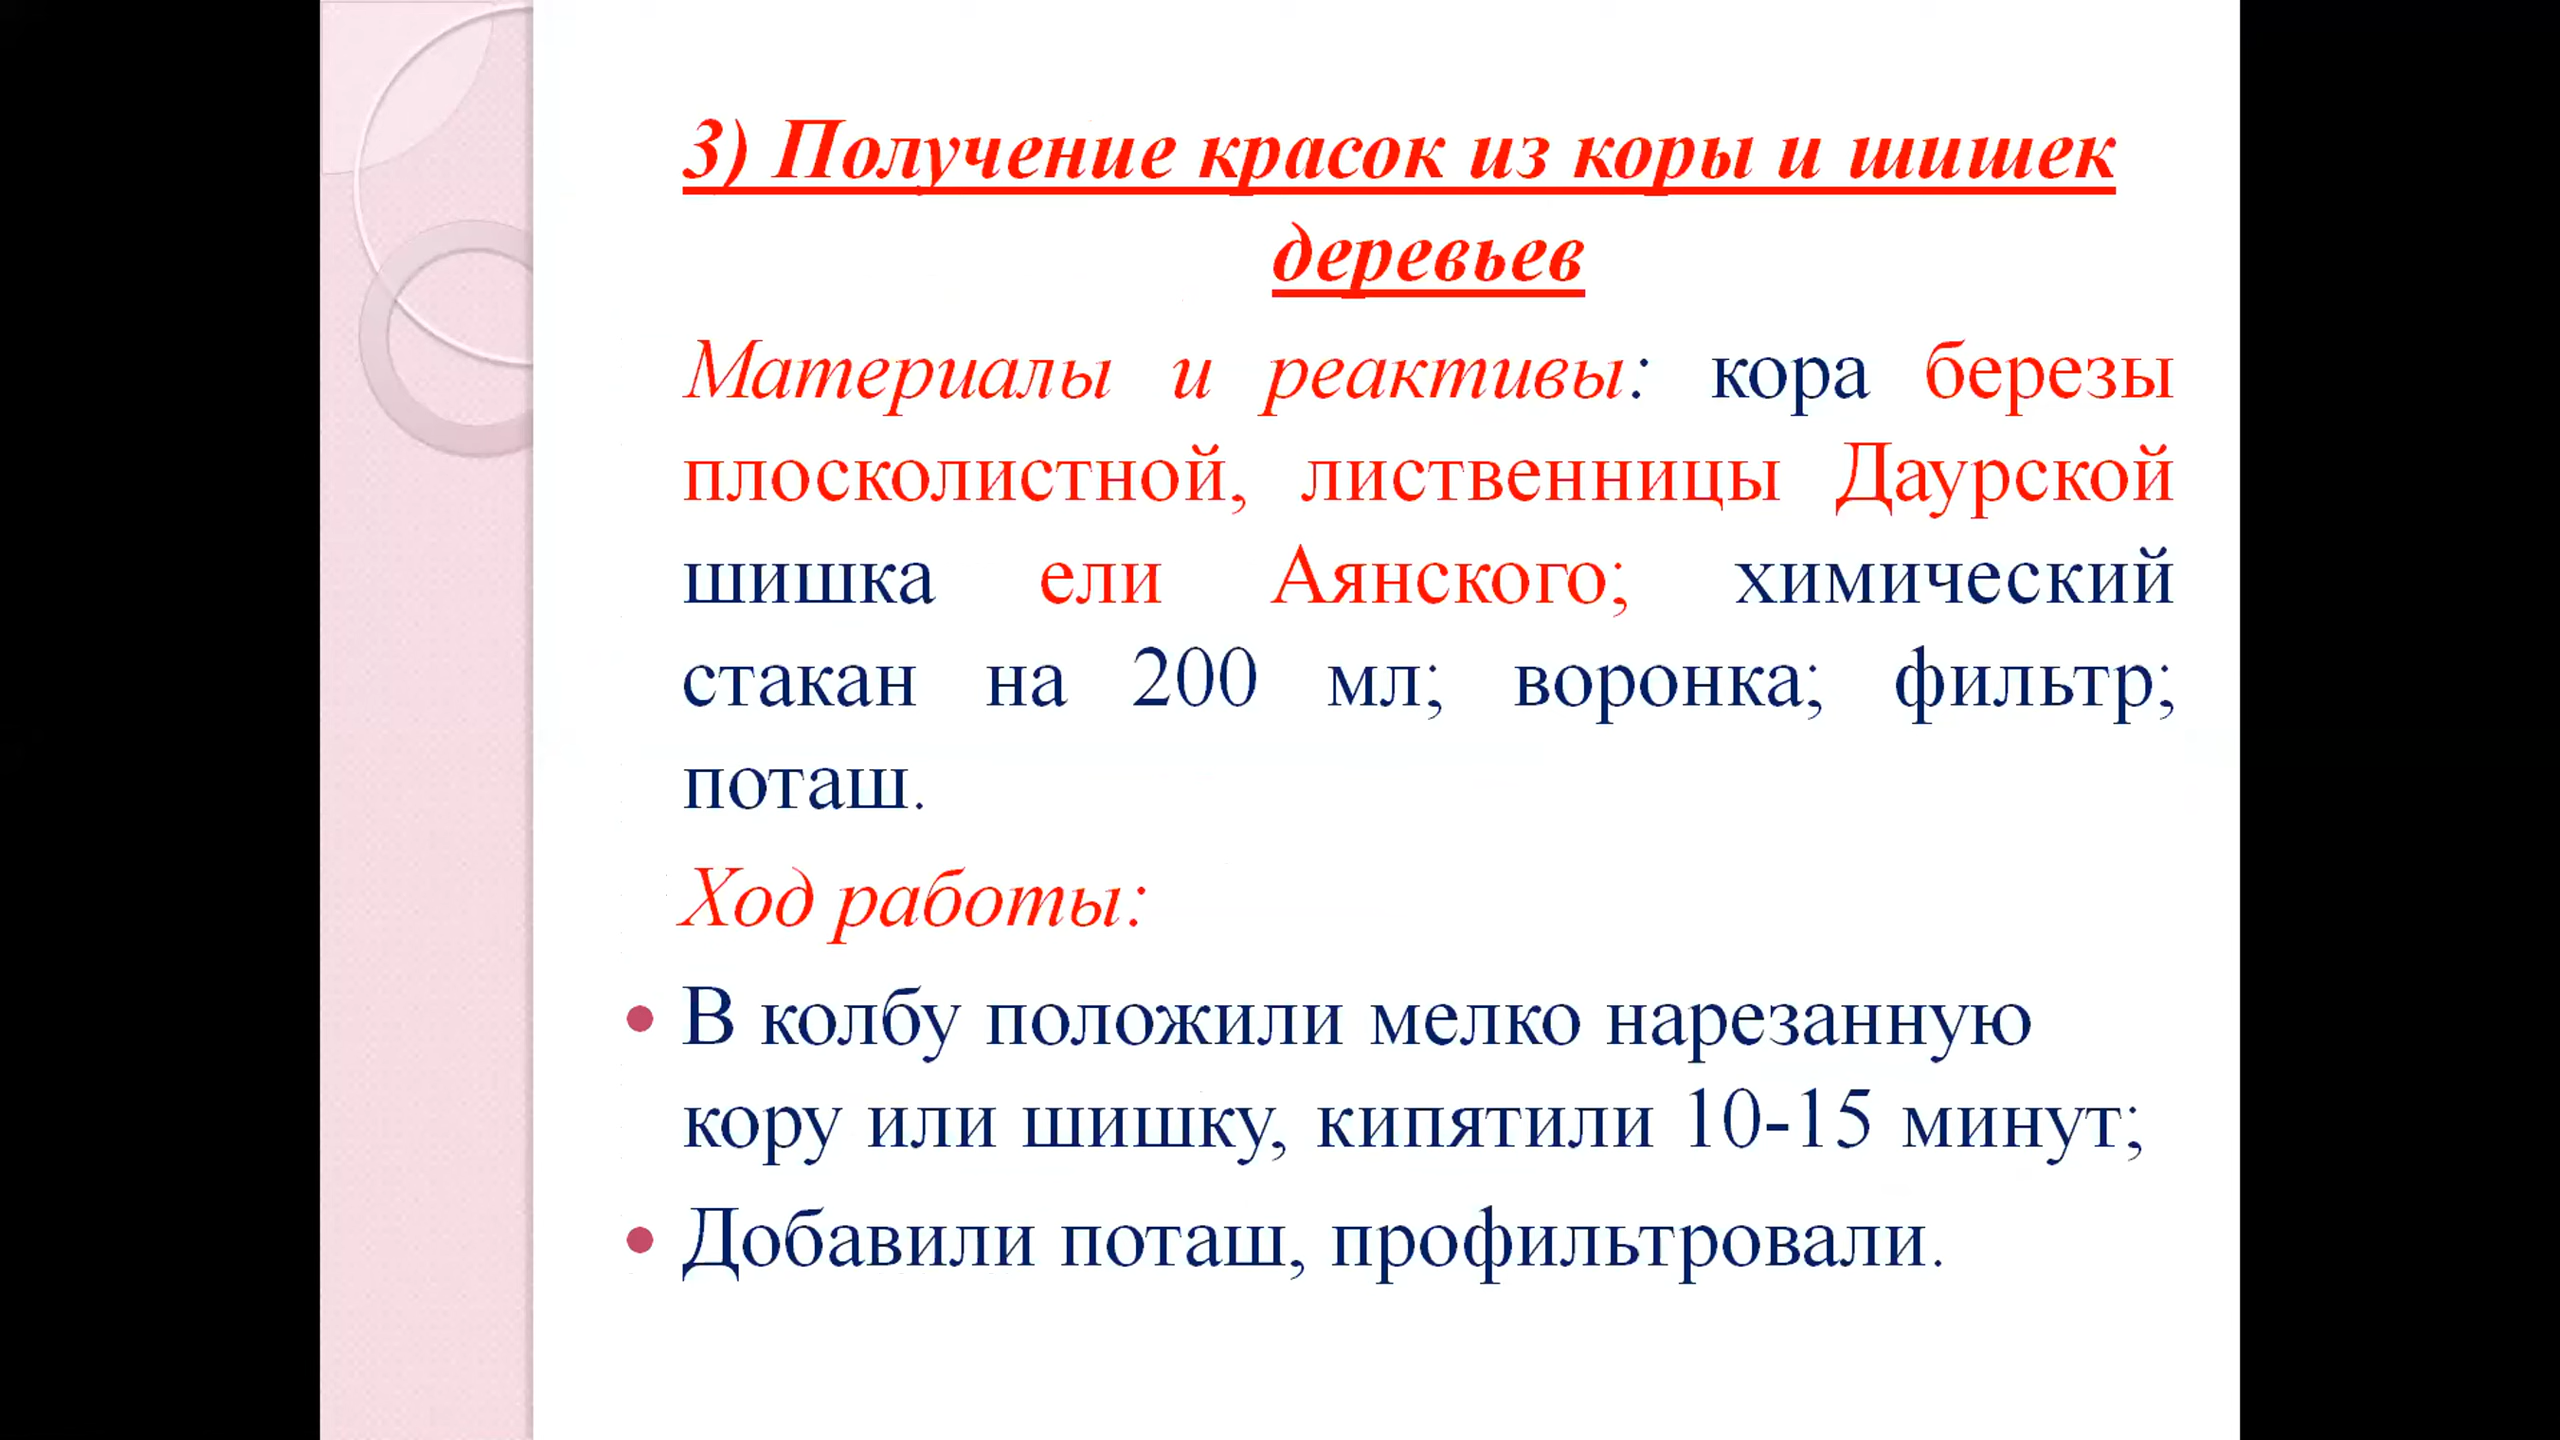 3) Получение красок из коры и шишек
деревьев
Материалы и реактивы: кора березы
плосколистной, лиственницы Даурской
шишка ели Аянского; химический
стакан на 200 мл; воронка; фильтр;
поташ.
Ход работы:
• В колбу положили мелко нарезанную
кору или шишку, кипятили 10-15 минут;
• Добавили поташ, профильтровали.